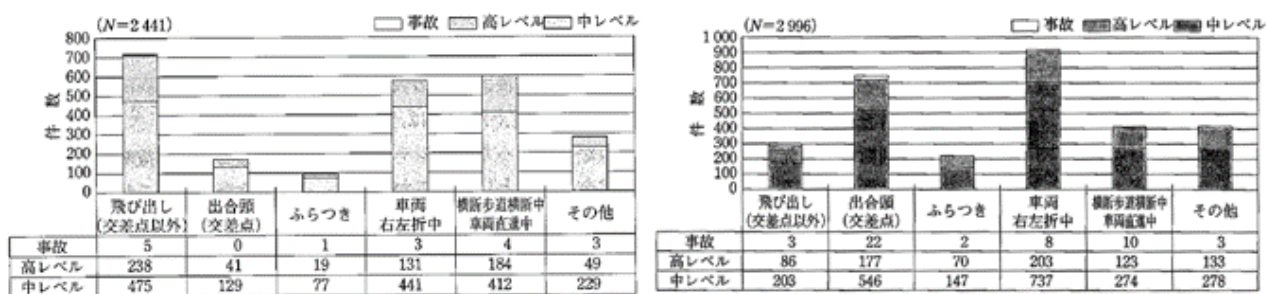 (N=2 441) 事故 高レベル 中レベル
800
700
600
500
400
300
200
100
0
件数
飛び出し(交差点以外) 出合頭(交差点) ふらつき 車両右左折中 横断歩道横断中車両直進中 その他
事故 5 0 1 3 4 3
高レベル 238 41 19 131 184 49
中レベル 475 129 77 441 412 229
(N=2 996) 事故 高レベル 中レベル
1 000
900
800
700
600
500
400
300
200
100
0
件数
飛び出し(交差点以外) 出合頭(交差点) ふらつき 車両右左折中 横断歩道横断中車両直進中 その他
事故 3 22 2 8 10 3
高レベル 86 177 70 203 123 133
中レベル 203 546 147 737 274 278